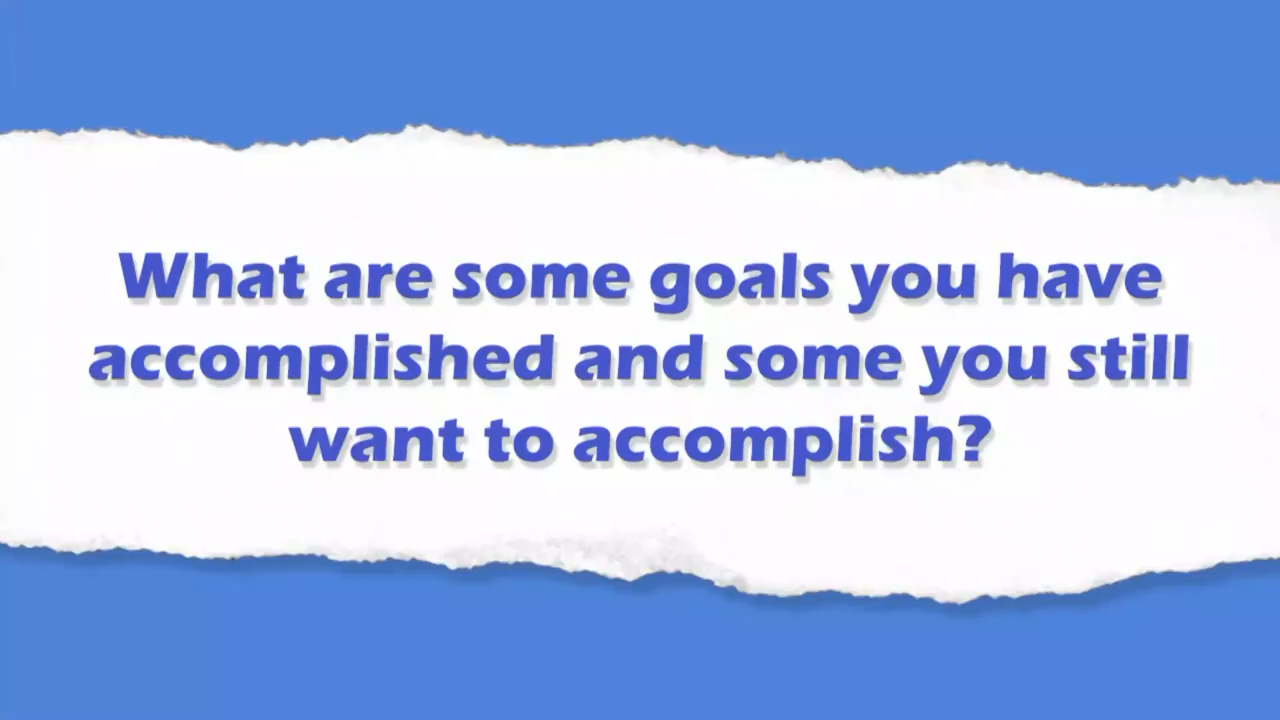 What are some goals you have
accomplished and some you still
want to accomplish?